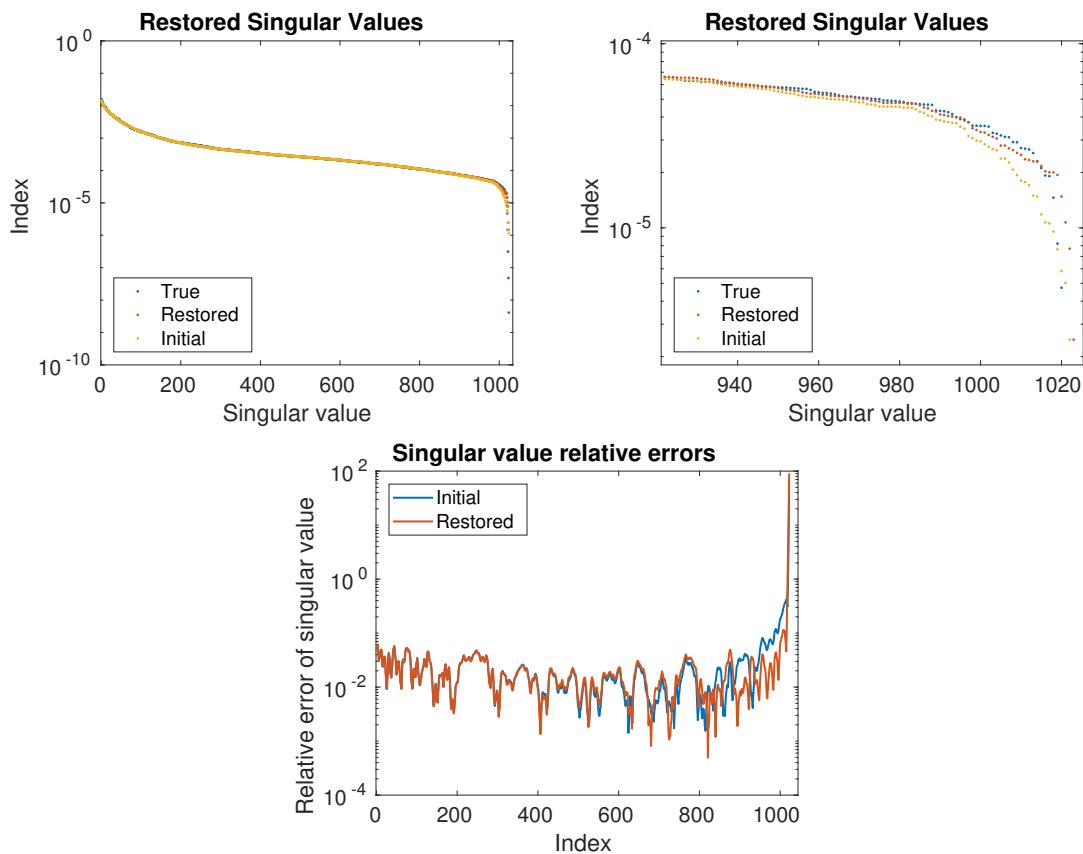 Restored Singular Values
10^0
10^-5
10^-10
Index
True
Restored
Initial
0 200 400 600 800 1000
Singular value
Restored Singular Values
10^-4
10^-5
Index
True
Restored
Initial
940 960 980 1000 1020
Singular value
Singular value relative errors
10^2
10^0
10^-2
10^-4
Relative error of singular value
Initial
Restored
0 200 400 600 800 1000
Index